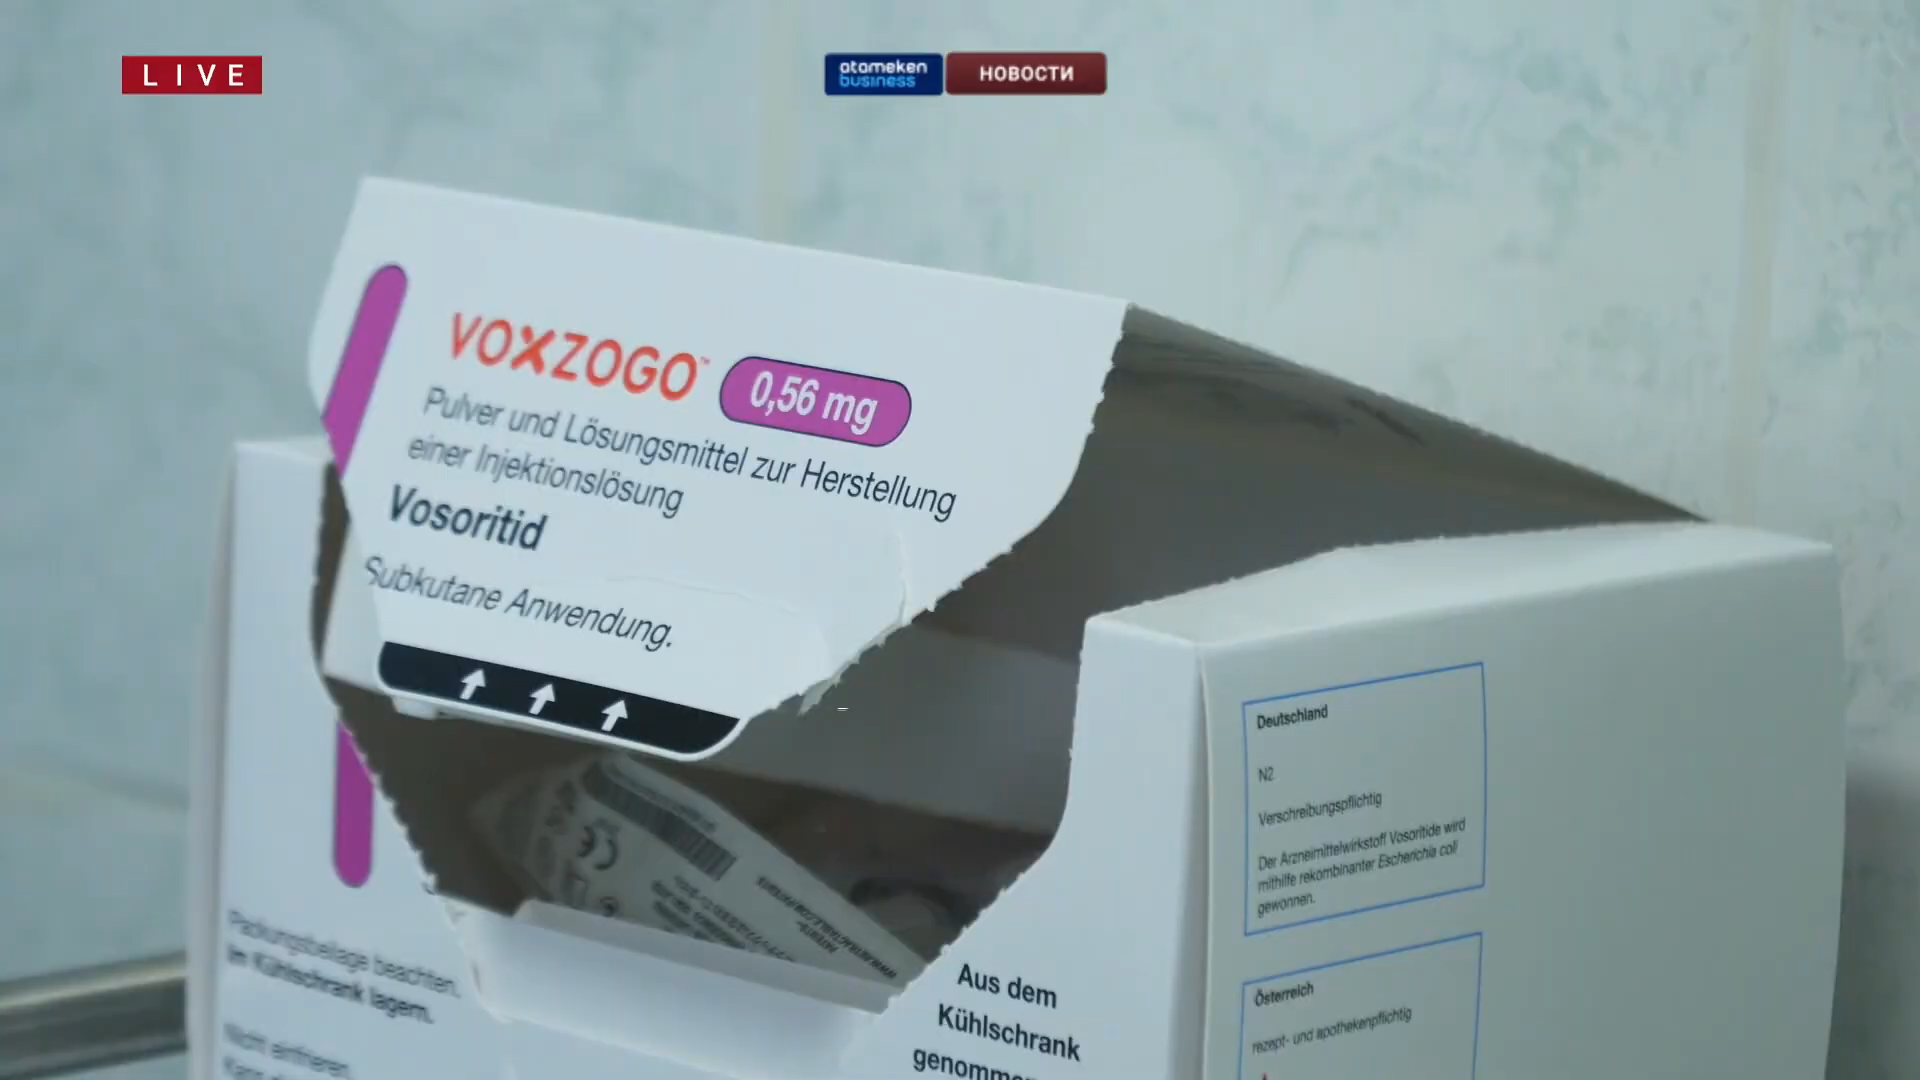 LIVE
atameken
business
НОВОСТИ
VOXZOGO™
0,56 mg
Pulver und Lösungsmittel zur Herstellung
einer Injektionslösung
Vosoritid
Subkutane Anwendung.
Packungsbeilage beachten.
Im Kühlschrank lagern.
Nicht einfrieren.
Aus dem
Kühlschrank
Deutschland
N2
Verschreibungspflichtig
Der Arzneimittelwirkstoff Vosoritide wird
mithilfe rekombinanter Escherichia coli
gewonnen.
Österreich
rezept- und apothekenpflichtig